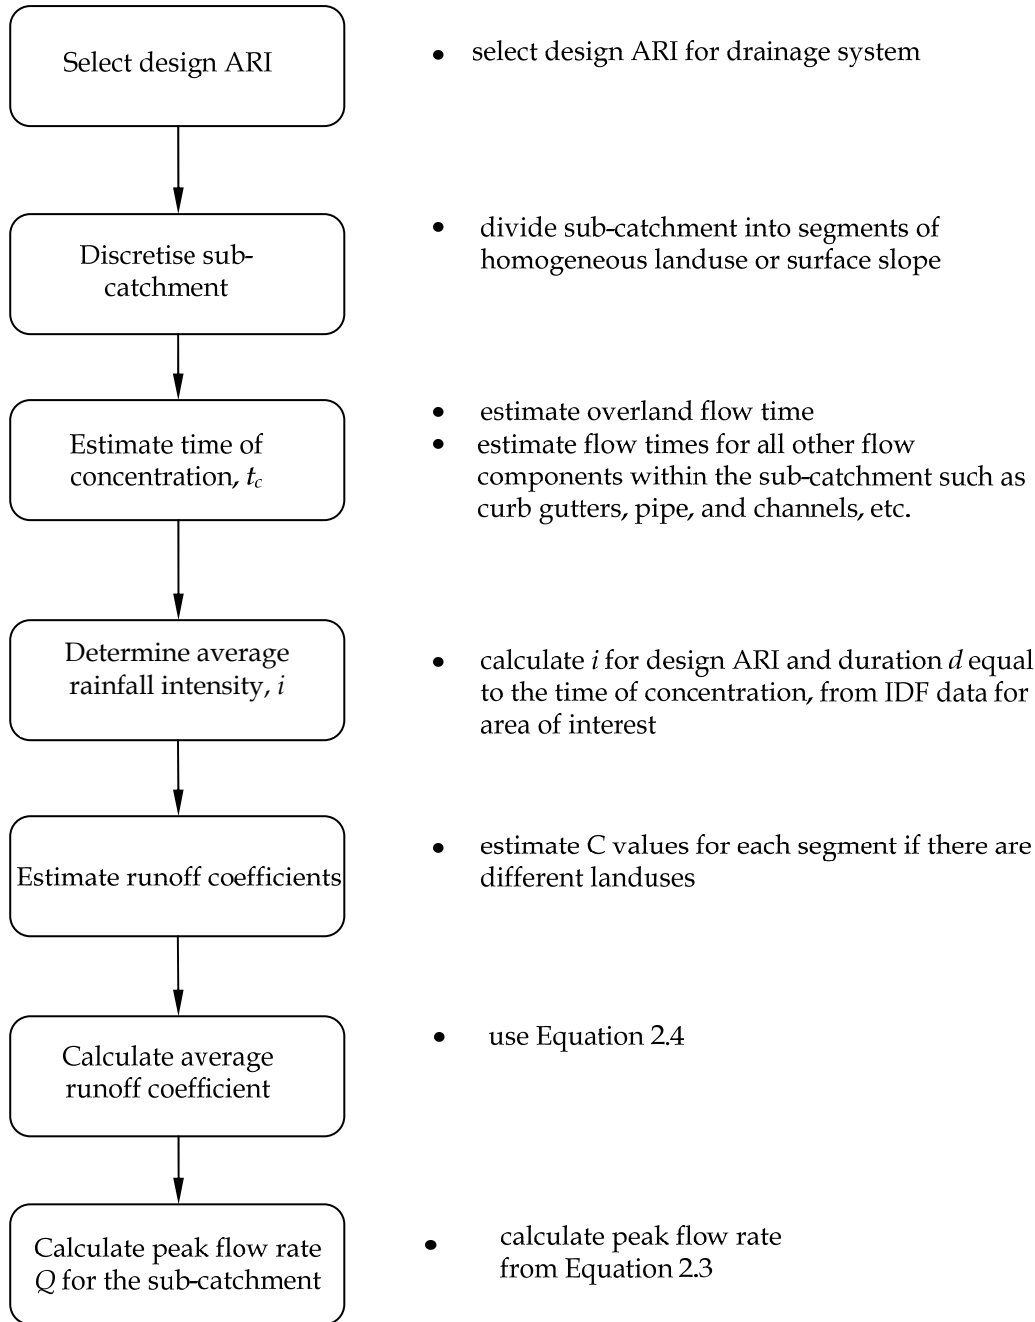 Select design ARI
• select design ARI for drainage system
Discretise sub-
catchment
• divide sub-catchment into segments of
homogeneous landuse or surface slope
Estimate time of
concentration, tc
• estimate overland flow time
• estimate flow times for all other flow
components within the sub-catchment such as
curb gutters, pipe, and channels, etc.
Determine average
rainfall intensity, i
• calculate i for design ARI and duration d equal
to the time of concentration, from IDF data for
area of interest
Estimate runoff coefficients
• estimate C values for each segment if there are
different landuses
Calculate average
runoff coefficient
• use Equation 2.4
Calculate peak flow rate
Q for the sub-catchment
• calculate peak flow rate
from Equation 2.3